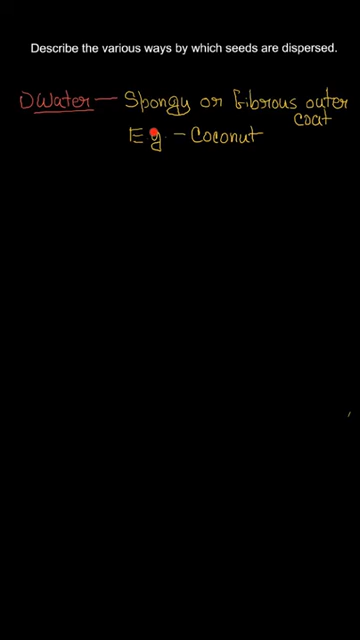 Describe the various ways by which seeds are dispersed.
1) Water — Spongy or fibrous outer
coat
Eg - Coconut